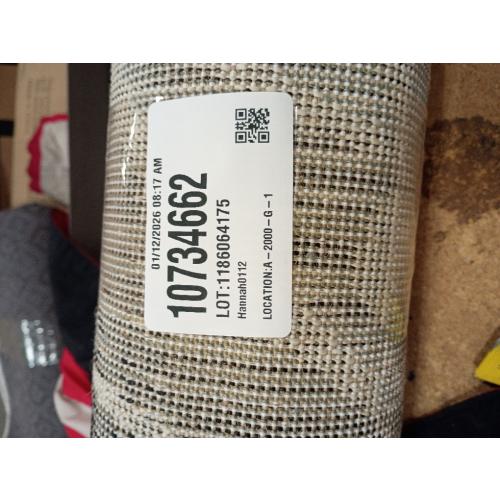 01/12/2026 08:17 AM
10734662
LOT:1186064175
Hannah0112
LOCATION:A - 2000 - G - 1